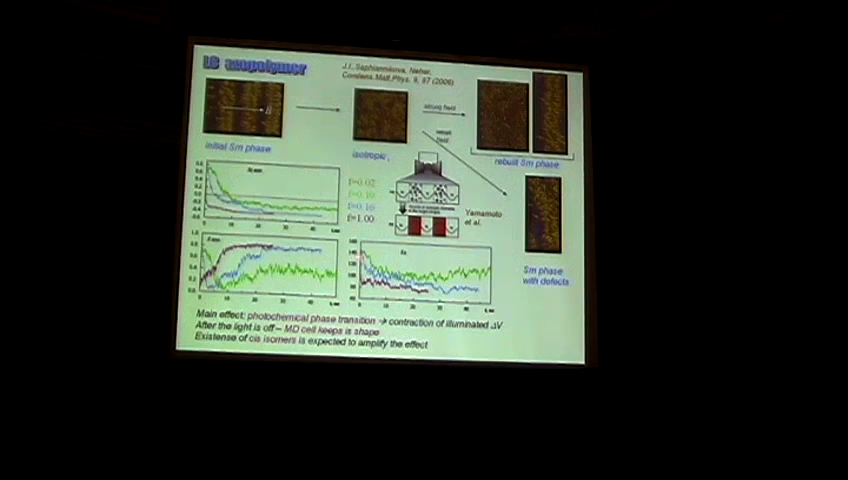 LC azopolymer
J.I., Saphiannikova, Neher,
Condens. Matt. Phys. 9, 87 (2006)
strong field
weak
field
initial Sm phase
isotropic
rebuilt Sm phase
f=0.02
f=0.10
f=0.16
f=1.00
Yamamoto
et al.
Sm phase
with defects
Main effect: photochemical phase transition → contraction of illuminated ΔV
After the light is off – MD cell keeps is shape
Existense of cis isomers is expected to amplify the effect